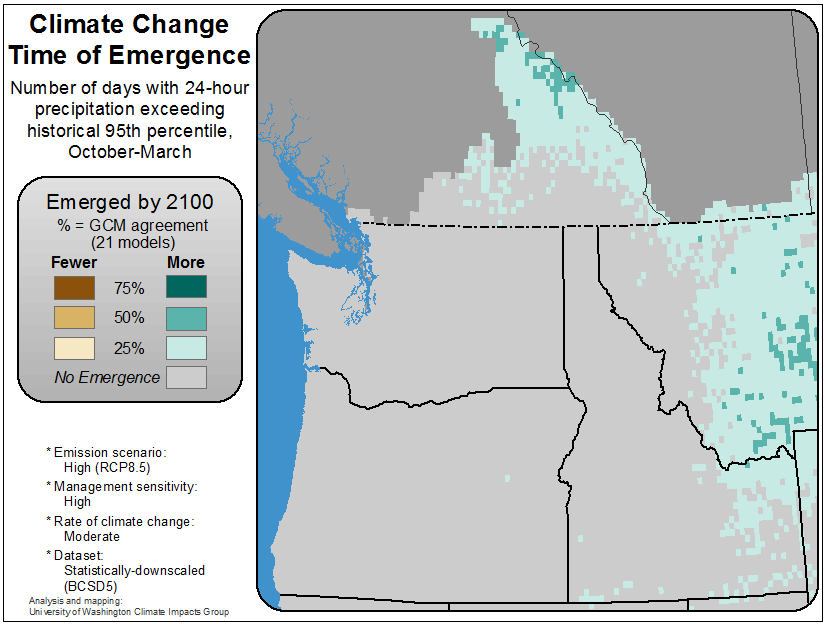 Climate Change
Time of Emergence
Number of days with 24-hour
precipitation exceeding
historical 95th percentile,
October-March
Emerged by 2100
% = GCM agreement
(21 models)
Fewer More
75%
50%
25%
No Emergence
* Emission scenario:
High (RCP8.5)
* Management sensitivity:
High
* Rate of climate change:
Moderate
* Dataset:
Statistically-downscaled
(BCSD5)
Analysis and mapping:
University of Washington Climate Impacts Group